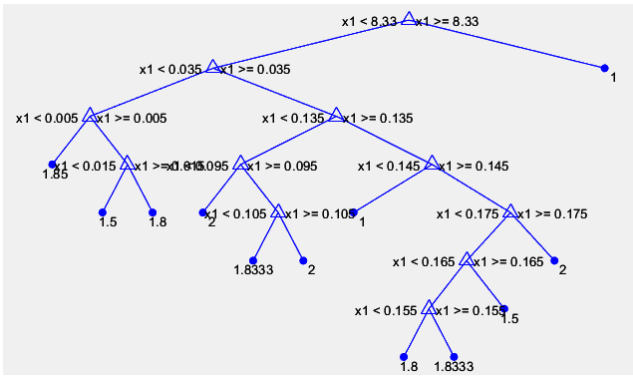 x1 < 8.33 x1 >= 8.33
x1 < 0.035 x1 >= 0.035
1
x1 < 0.005 x1 >= 0.005 x1 < 0.135 x1 >= 0.135
1.85 x1 < 0.015 x1 >= 0.015 x1 < 0.095 x1 >= 0.095 x1 < 0.145 x1 >= 0.145
1.5 1.8 2 x1 < 0.105 x1 >= 0.105 1 x1 < 0.175 x1 >= 0.175
1.8333 2 x1 < 0.165 x1 >= 0.165 2
x1 < 0.155 x1 >= 0.155 1.5
1.8 1.8333